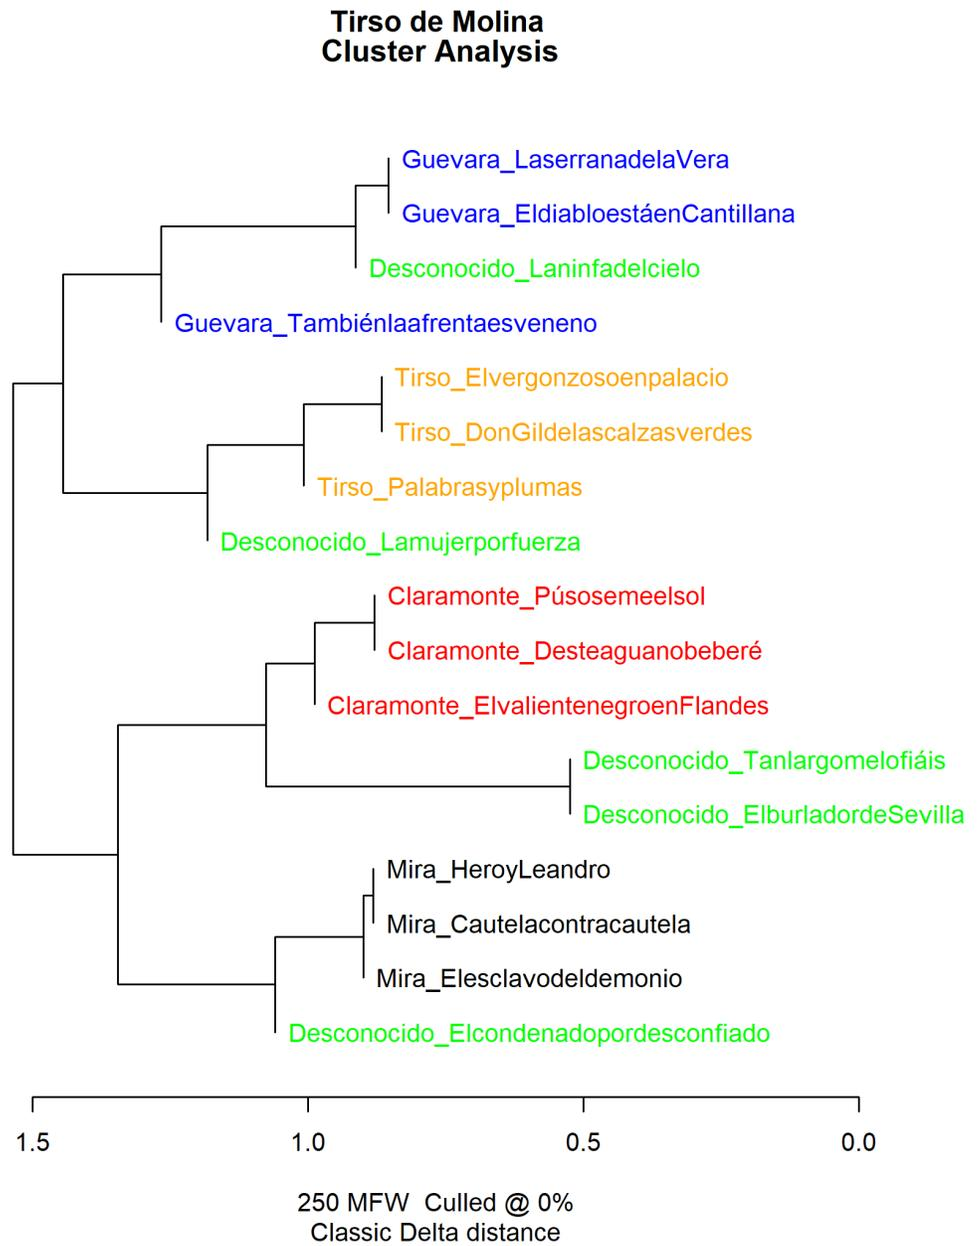 Tirso de Molina
Cluster Analysis
Guevara_LaserranadelaVera
Guevara_EldiabloestáenCantillana
Desconocido_Laninfadelcielo
Guevara_Tambiénlaafrentaesveneno
Tirso_Elvergonzosoenpalacio
Tirso_DonGildelascalzasverdes
Tirso_Palabrasyplumas
Desconocido_Lamujerporfuerza
Claramonte_Púsosemeelsol
Claramonte_Desteaguanobeberé
Claramonte_ElvalientenegroenFlandes
Desconocido_Tanlargomelofiáis
Desconocido_ElburladordeSevilla
Mira_HeroyLeandro
Mira_Cautelacontracautela
Mira_Elesclavodeldemonio
Desconocido_Elcondenadopordesconfiado
1.5 1.0 0.5 0.0
250 MFW Culled @ 0%
Classic Delta distance